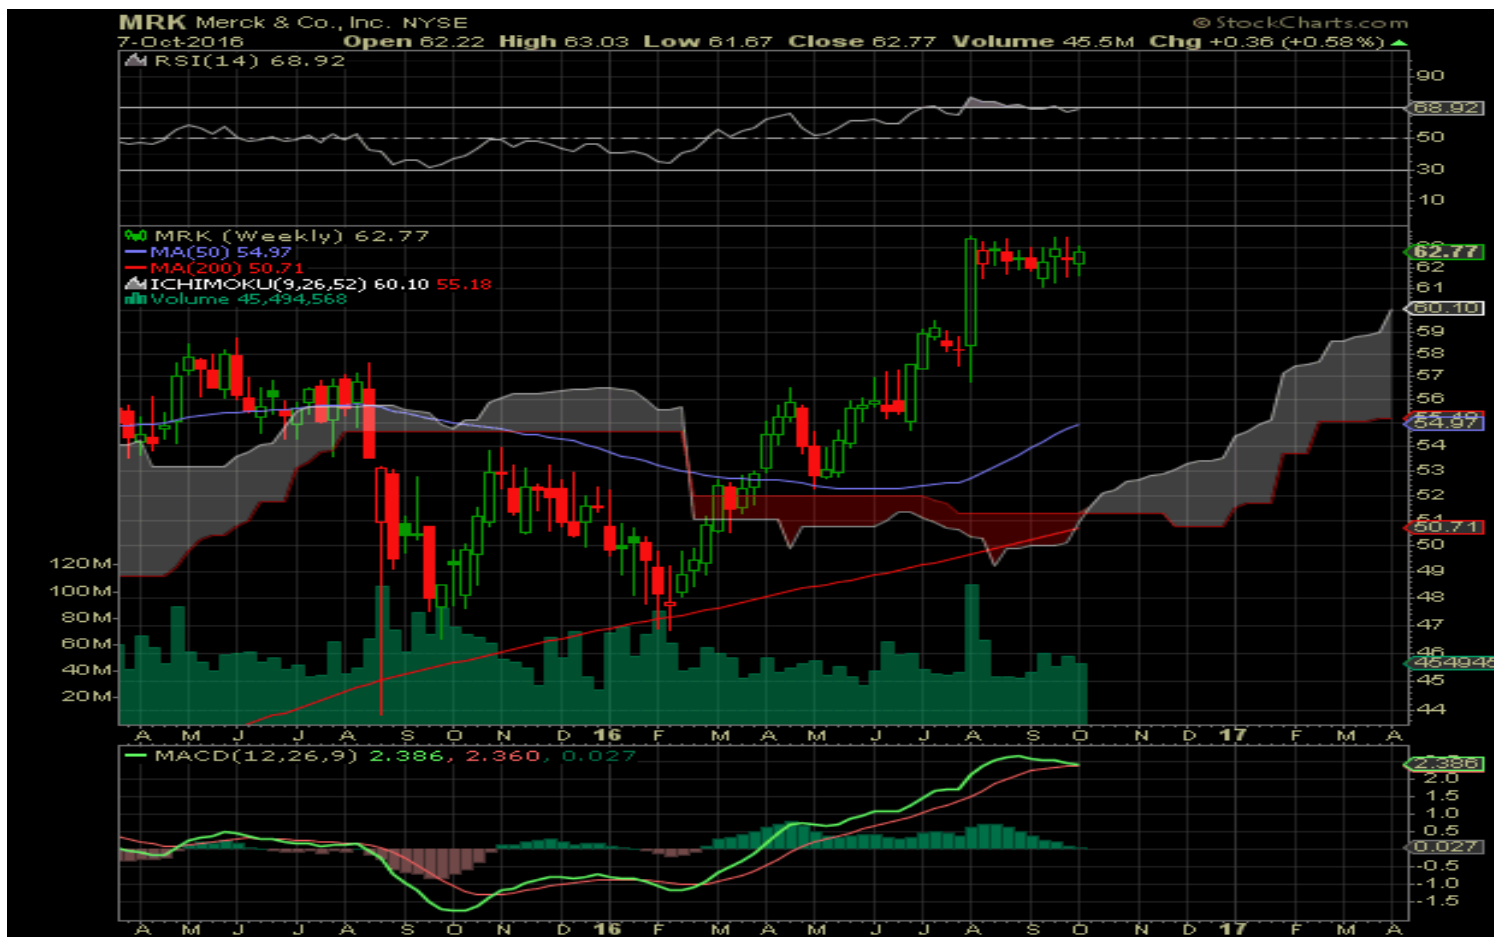 MRK Merck & Co., Inc. NYSE © StockCharts.com
7-Oct-2016 Open 62.22 High 63.03 Low 61.67 Close 62.77 Volume 45.5M Chg +0.36 (+0.58%)
RSI(14) 68.92
90
68.92
50
30
10
MRK (Weekly) 62.77
MA(50) 54.97
MA(200) 50.71
ICHIMOKU(9,26,52) 60.10 55.18
Volume 45,494,568
62.77
62
61
60.10
59
58
57
56
54.97
54
53
52
51
50.71
50
49
48
47
46
454945
45
44
120M
100M
80M
60M
40M
20M
A M J J A S O N D 16 F M A M J J A S O N D 17 F M A
MACD(12,26,9) 2.386, 2.360, 0.027
2.386
2.0
1.5
1.0
0.5
0.027
-0.5
-1.0
-1.5
A M J J A S O N D 16 F M A M J J A S O N D 17 F M A